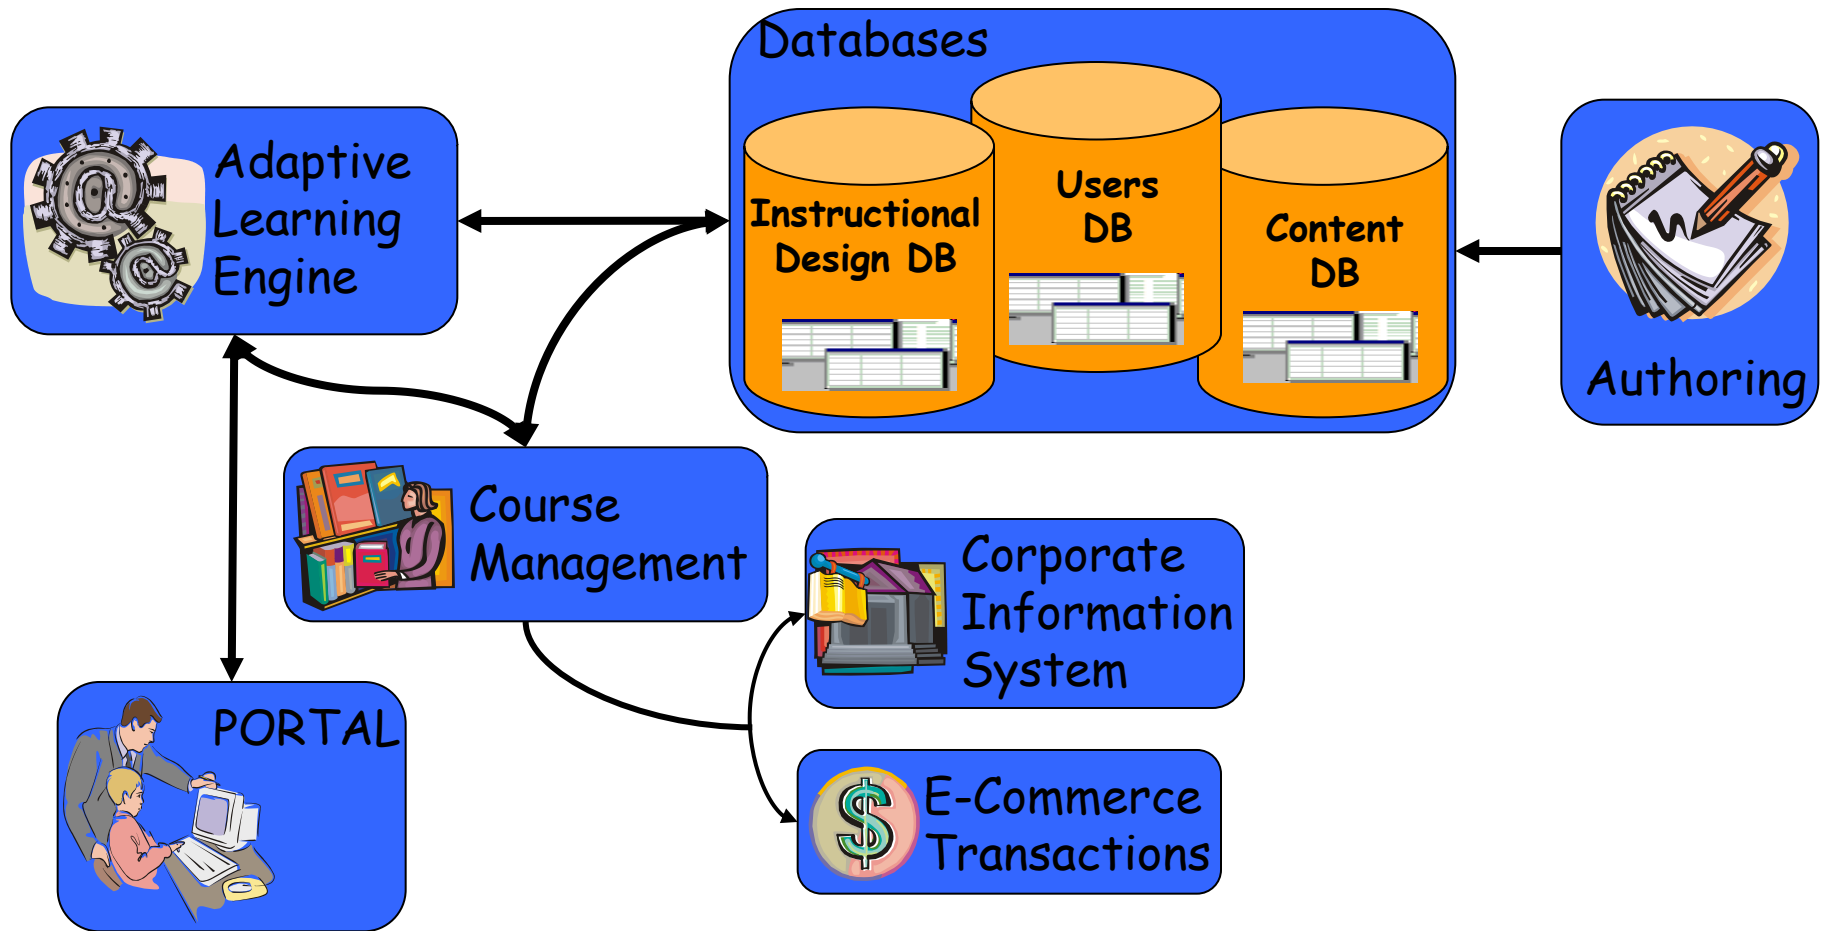 Databases
Adaptive
Learning
Engine
Instructional
Design DB
Users
DB
Content
DB
Authoring
Course
Management
Corporate
Information
System
PORTAL
E-Commerce
Transactions